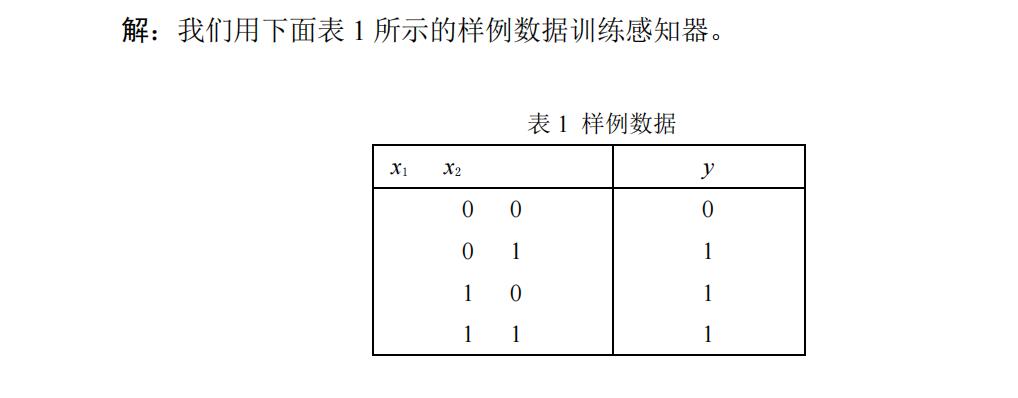 解：我们用下面表 1 所示的样例数据训练感知器。
表 1 样例数据
x₁ x₂ y
0 0 0
0 1 1
1 0 1
1 1 1